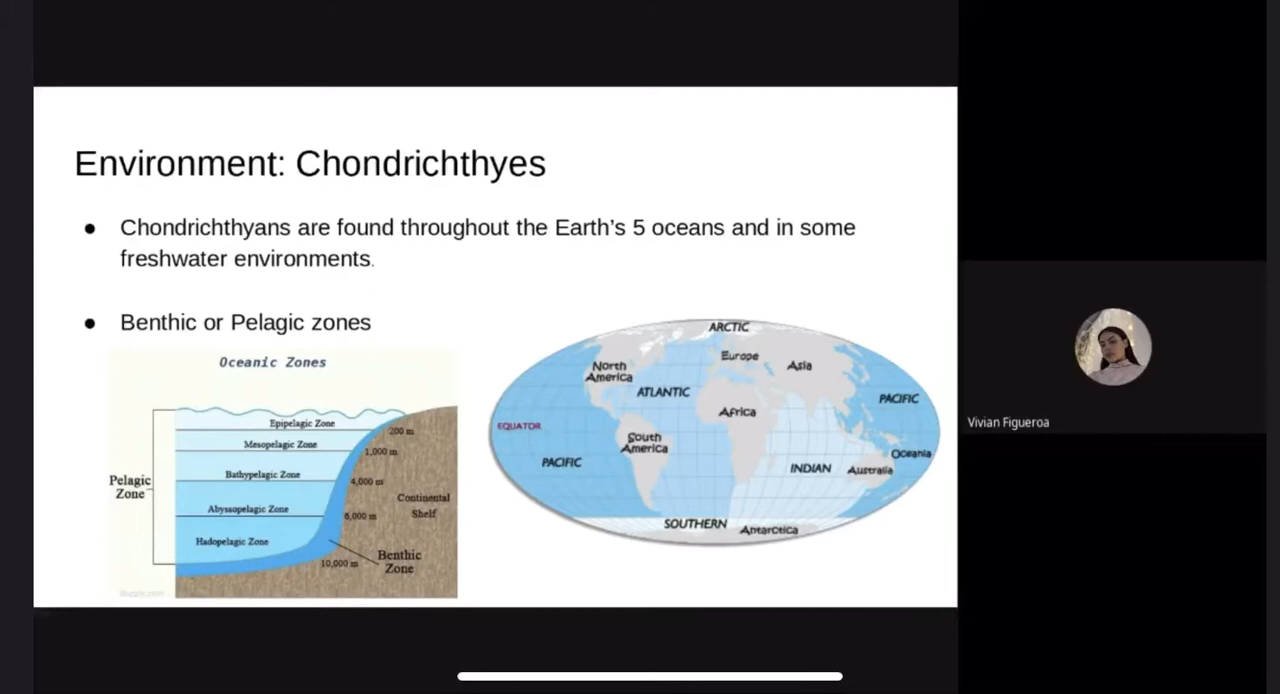 Environment: Chondrichthyes
● Chondrichthyans are found throughout the Earth's 5 oceans and in some
freshwater environments.
● Benthic or Pelagic zones
Oceanic Zones
Epipelagic Zone
200 m
Mesopelagic Zone
1,000 m
Bathypelagic Zone
4,000 m
Pelagic
Zone
Abyssopelagic Zone
6,000 m
Continental
Shelf
Hadopelagic Zone
10,000 m
Benthic
Zone
ARCTIC
North
America
Europe
Asia
ATLANTIC
PACIFIC
Africa
EQUATOR
South
America
Oceania
PACIFIC
INDIAN
Australia
SOUTHERN
Antarctica
Vivian Figueroa